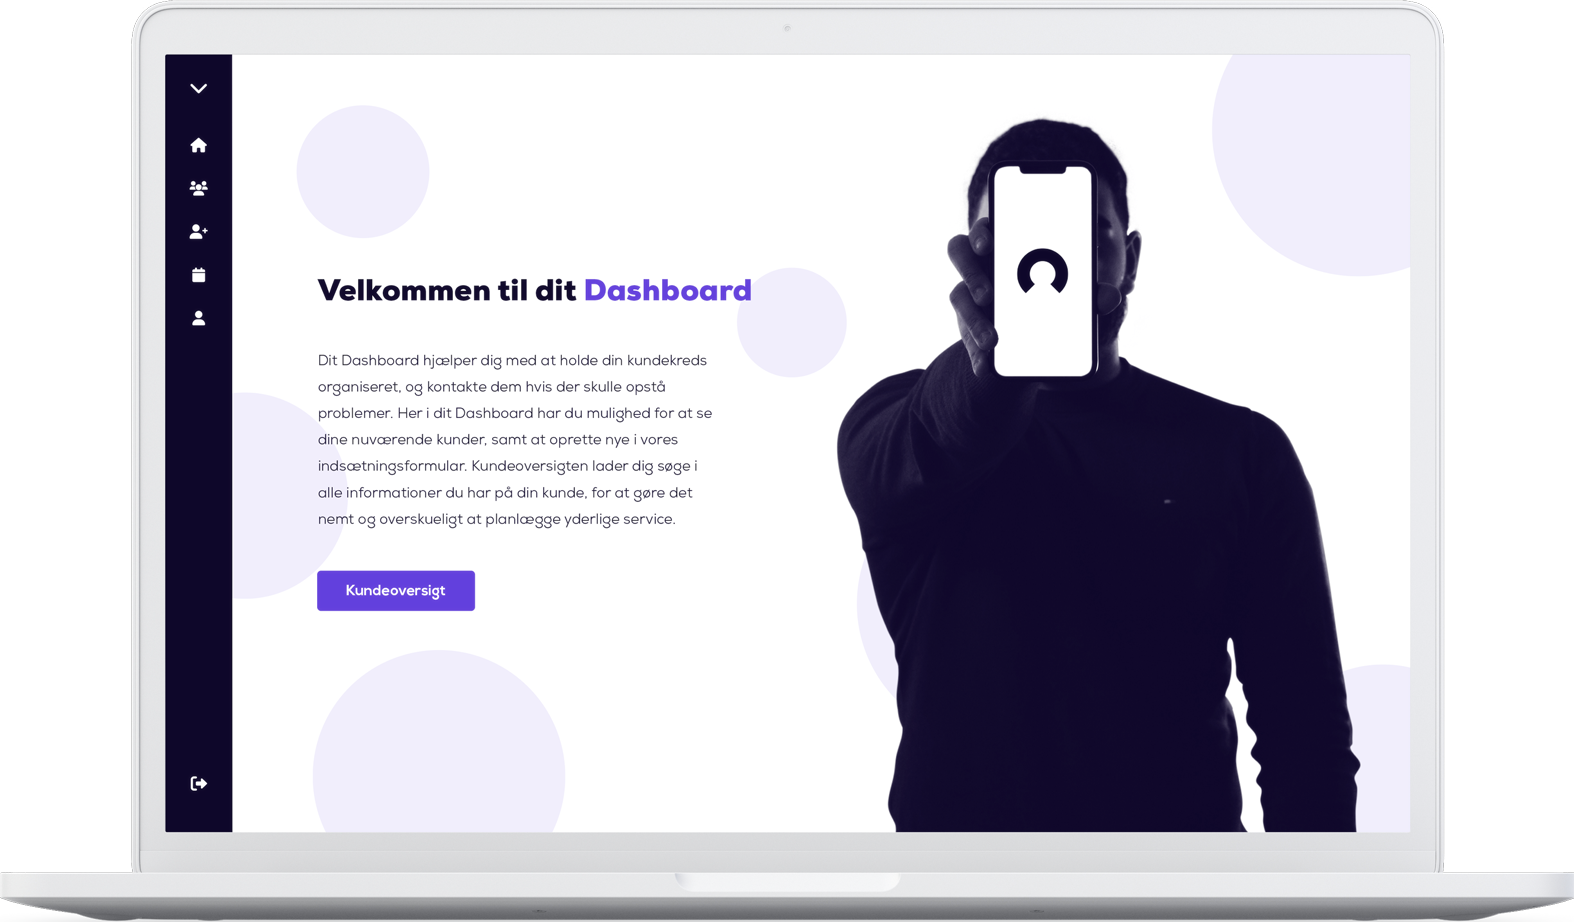 Velkommen til dit Dashboard
Dit Dashboard hjælper dig med at holde din kundekreds
organiseret, og kontakte dem hvis der skulle opstå
problemer. Her i dit Dashboard har du mulighed for at se
dine nuværende kunder, samt at oprette nye i vores
indsætningsformular. Kundeoversigten lader dig søge i
alle informationer du har på din kunde, for at gøre det
nemt og overskueligt at planlægge yderlige service.
Kundeoversigt